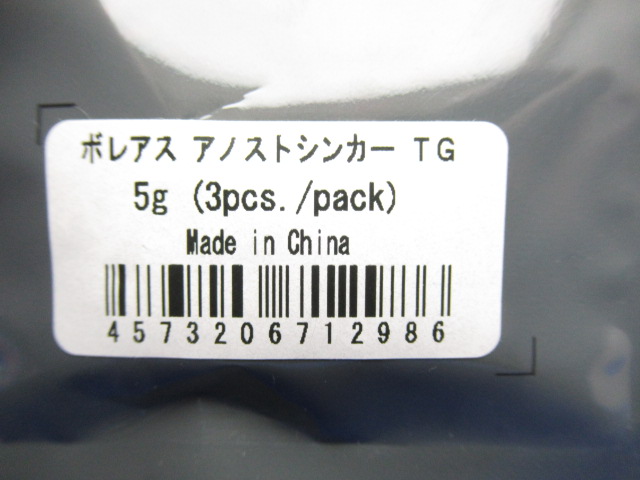 ボレアス アノストシンカー TG
5g (3pcs./pack)
Made in China
4573206712986